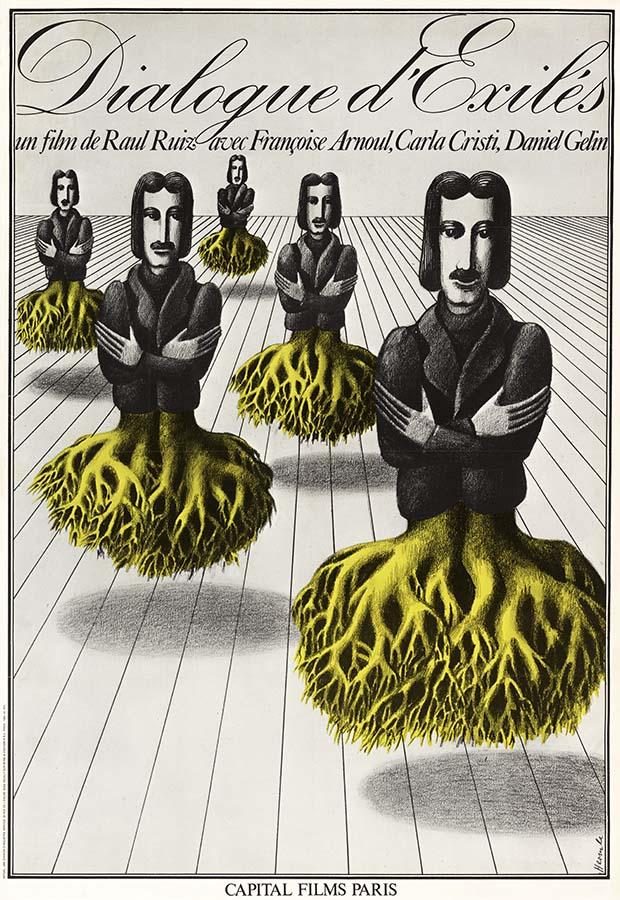 Dialogue d'Exilés
un film de Raul Ruiz avec Françoise Arnoul, Carla Cristi, Daniel Gelin
CAPITAL FILMS PARIS